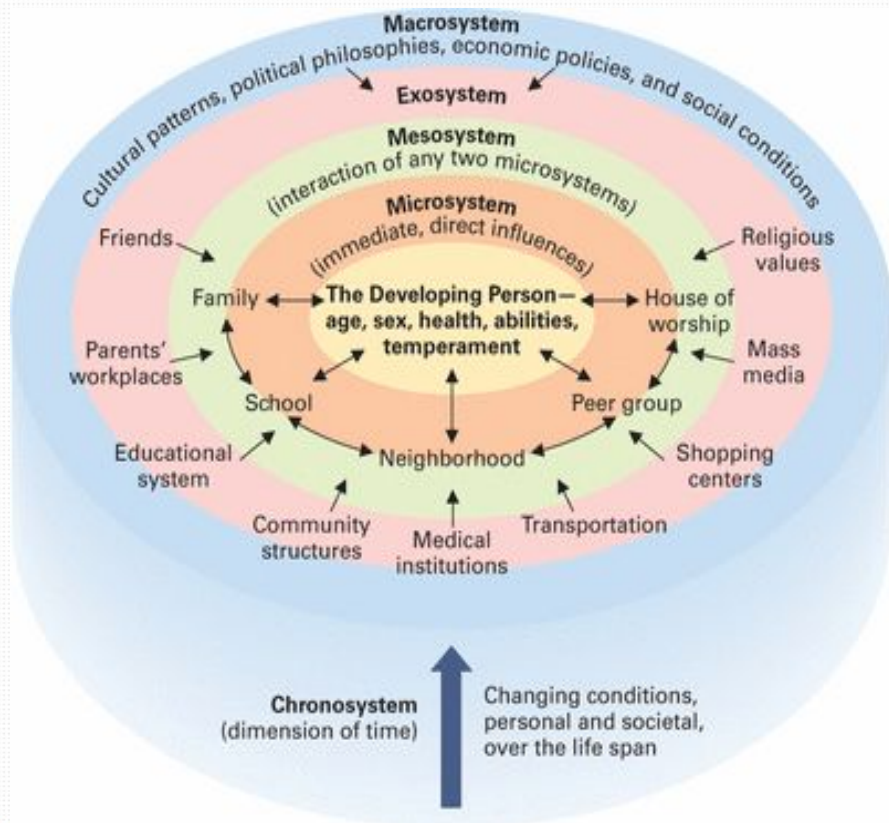 Macrosystem
Cultural patterns, political philosophies, economic policies, and social conditions
Exosystem
Mesosystem
(interaction of any two microsystems)
Microsystem
(immediate, direct influences)
Friends
Religious
values
Family
The Developing Person—
age, sex, health, abilities,
temperament
House of
worship
Parents’
workplaces
Mass
media
School
Peer group
Educational
system
Neighborhood
Shopping
centers
Community
structures
Medical
institutions
Transportation
Chronosystem
(dimension of time)
Changing conditions,
personal and societal,
over the life span